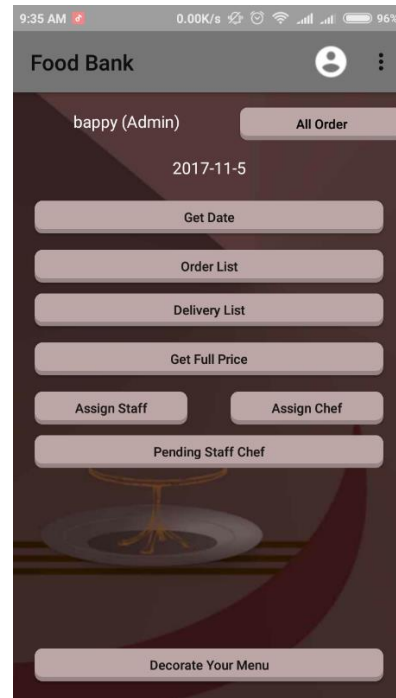 9:35 AM 0.00K/s 96%
Food Bank
bappy (Admin) All Order
2017-11-5
Get Date
Order List
Delivery List
Get Full Price
Assign Staff Assign Chef
Pending Staff Chef
Decorate Your Menu